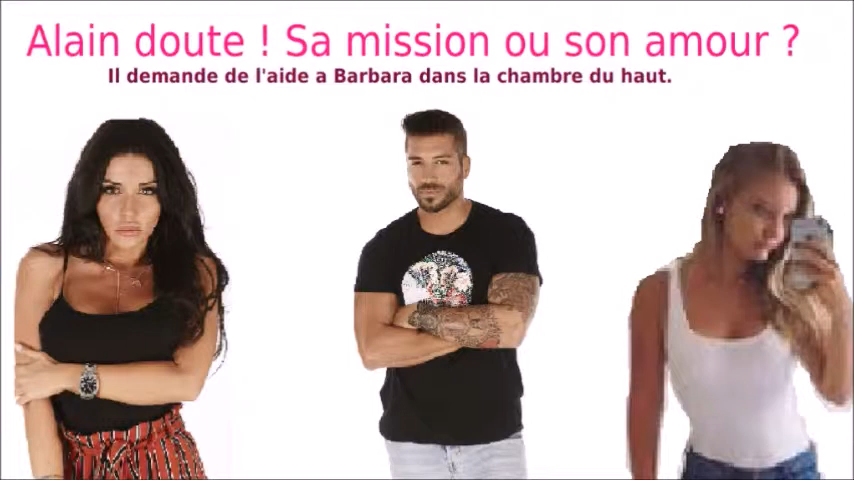 Alain doute ! Sa mission ou son amour ?
Il demande de l'aide a Barbara dans la chambre du haut.